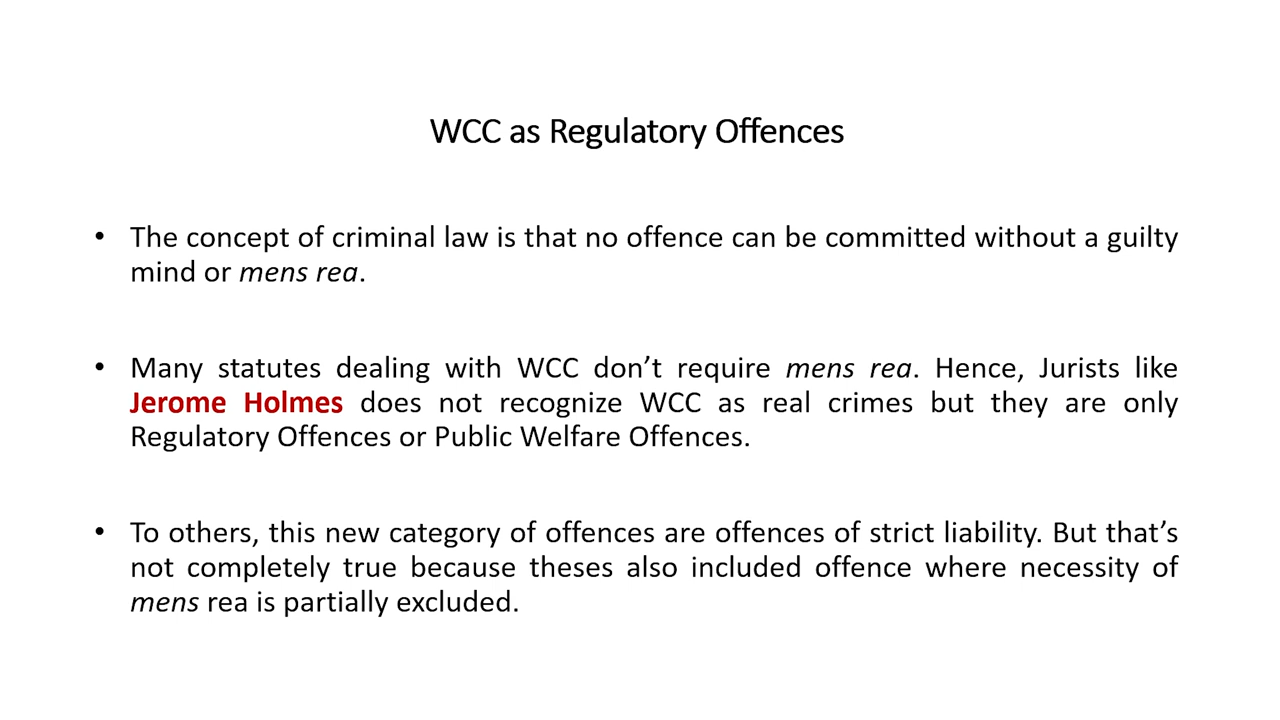 WCC as Regulatory Offences
• The concept of criminal law is that no offence can be committed without a guilty
mind or mens rea.
• Many statutes dealing with WCC don’t require mens rea. Hence, Jurists like
Jerome Holmes does not recognize WCC as real crimes but they are only
Regulatory Offences or Public Welfare Offences.
• To others, this new category of offences are offences of strict liability. But that’s
not completely true because theses also included offence where necessity of
mens rea is partially excluded.